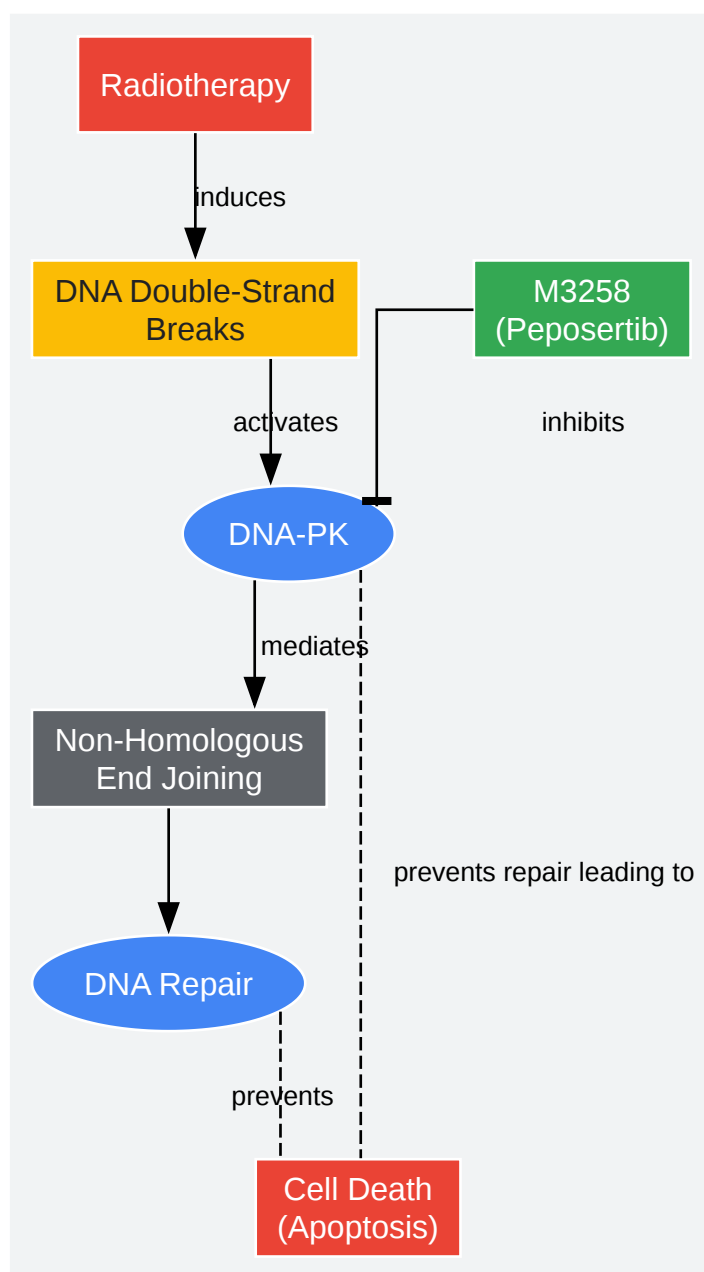 Radiotherapy
induces
DNA Double-Strand
Breaks
M3258
(Peposertib)
activates
inhibits
DNA-PK
mediates
Non-Homologous
End Joining
prevents repair leading to
DNA Repair
prevents
Cell Death
(Apoptosis)